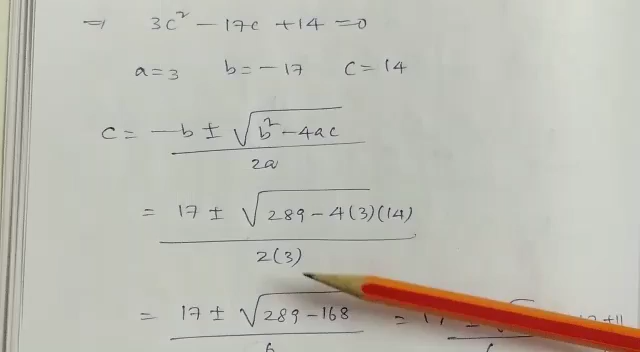 ⇒ 3c² - 17c + 14 = 0
a = 3 b = -17 c = 14
c = -b ± √(b² - 4ac) / 2a
= 17 ± √289 - 4(3)(14) / 2(3)
= 17 ± √(289 - 168) / 6 =